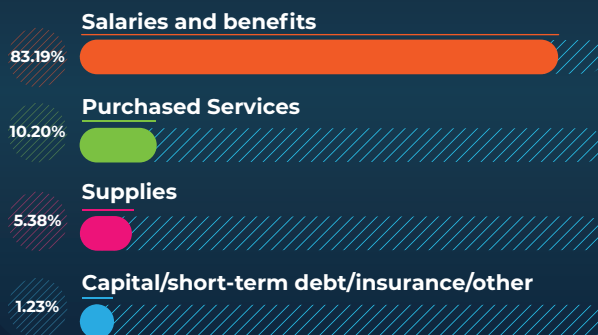 Salaries and benefits
83.19%
Purchased Services
10.20%
Supplies
5.38%
Capital/short-term debt/insurance/other
1.23%